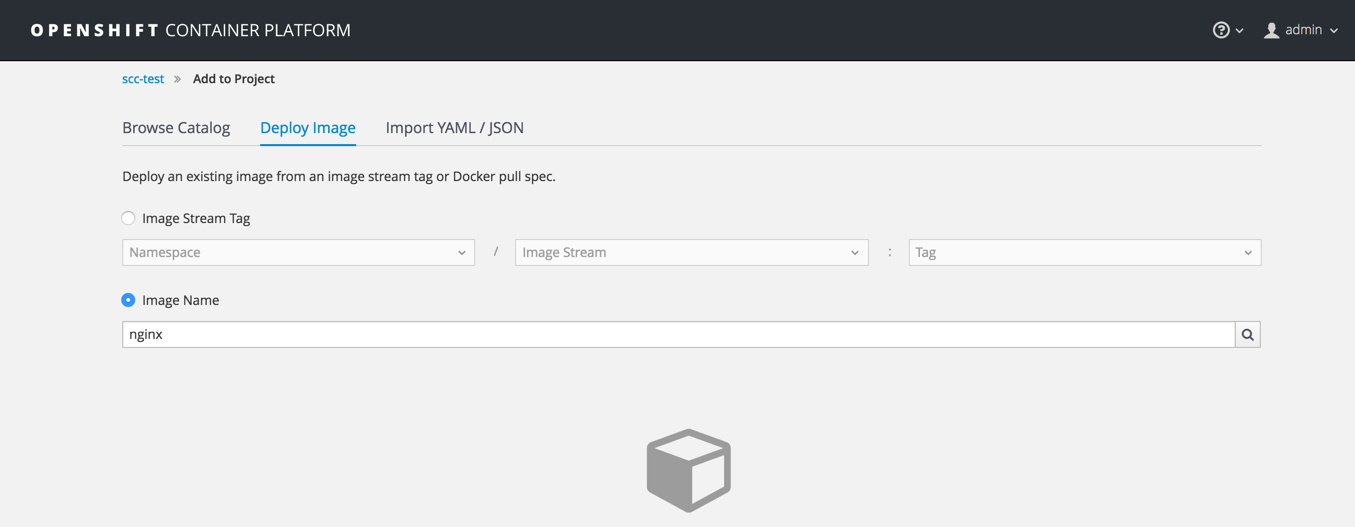 OPENSHIFT CONTAINER PLATFORM
? admin
scc-test » Add to Project
Browse Catalog Deploy Image Import YAML / JSON
Deploy an existing image from an image stream tag or Docker pull spec.
Image Stream Tag
Namespace / Image Stream : Tag
Image Name
nginx